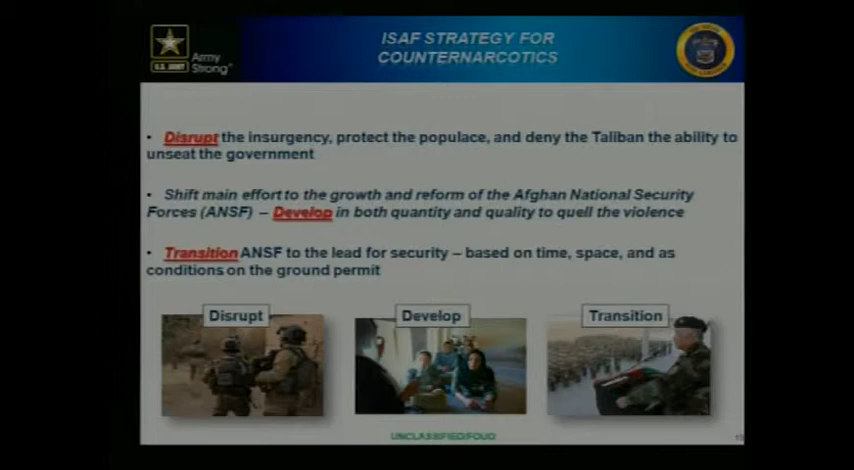 ISAF STRATEGY FOR
COUNTERNARCOTICS
U.S. ARMY
Army
Strong
• Disrupt the insurgency, protect the populace, and deny the Taliban the ability to
unseat the government
• Shift main effort to the growth and reform of the Afghan National Security
Forces (ANSF) – Develop in both quantity and quality to quell the violence
• Transition ANSF to the lead for security – based on time, space, and as
conditions on the ground permit
Disrupt
Develop
Transition
UNCLASSIFIED/FOUO